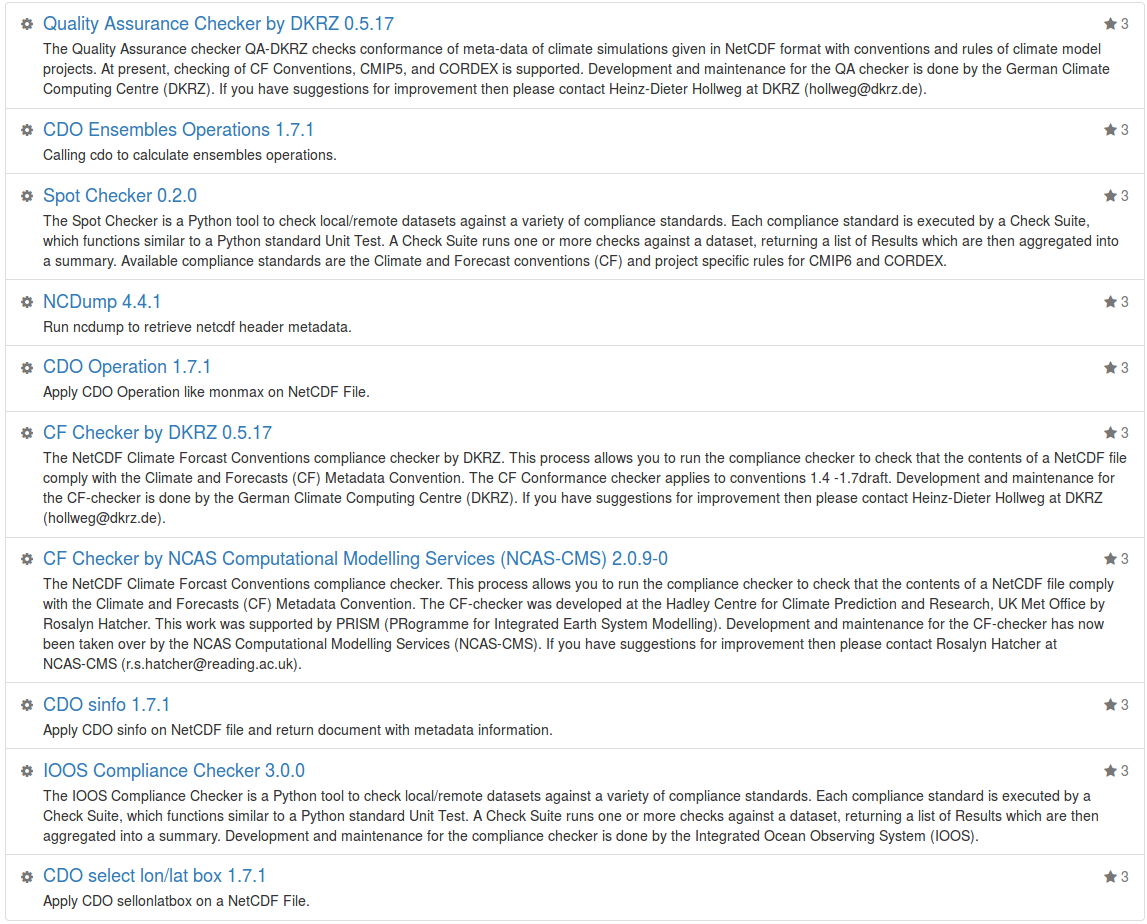 Quality Assurance Checker by DKRZ 0.5.17 3
The Quality Assurance checker QA-DKRZ checks conformance of meta-data of climate simulations given in NetCDF format with conventions and rules of climate model
projects. At present, checking of CF Conventions, CMIP5, and CORDEX is supported. Development and maintenance for the QA checker is done by the German Climate
Computing Centre (DKRZ). If you have suggestions for improvement then please contact Heinz-Dieter Hollweg at DKRZ (hollweg@dkrz.de).
CDO Ensembles Operations 1.7.1 3
Calling cdo to calculate ensembles operations.
Spot Checker 0.2.0 3
The Spot Checker is a Python tool to check local/remote datasets against a variety of compliance standards. Each compliance standard is executed by a Check Suite,
which functions similar to a Python standard Unit Test. A Check Suite runs one or more checks against a dataset, returning a list of Results which are then aggregated into
a summary. Available compliance standards are the Climate and Forecast conventions (CF) and project specific rules for CMIP6 and CORDEX.
NCDump 4.4.1 3
Run ncdump to retrieve netcdf header metadata.
CDO Operation 1.7.1 3
Apply CDO Operation like monmax on NetCDF File.
CF Checker by DKRZ 0.5.17 3
The NetCDF Climate Forcast Conventions compliance checker by DKRZ. This process allows you to run the compliance checker to check that the contents of a NetCDF file
comply with the Climate and Forecasts (CF) Metadata Convention. The CF Conformance checker applies to conventions 1.4 -1.7draft. Development and maintenance for
the CF-checker is done by the German Climate Computing Centre (DKRZ). If you have suggestions for improvement then please contact Heinz-Dieter Hollweg at DKRZ
(hollweg@dkrz.de).
CF Checker by NCAS Computational Modelling Services (NCAS-CMS) 2.0.9-0 3
The NetCDF Climate Forcast Conventions compliance checker. This process allows you to run the compliance checker to check that the contents of a NetCDF file comply
with the Climate and Forecasts (CF) Metadata Convention. The CF-checker was developed at the Hadley Centre for Climate Prediction and Research, UK Met Office by
Rosalyn Hatcher. This work was supported by PRISM (PRogramme for Integrated Earth System Modelling). Development and maintenance for the CF-checker has now
been taken over by the NCAS Computational Modelling Services (NCAS-CMS). If you have suggestions for improvement then please contact Rosalyn Hatcher at
NCAS-CMS (r.s.hatcher@reading.ac.uk).
CDO sinfo 1.7.1 3
Apply CDO sinfo on NetCDF file and return document with metadata information.
IOOS Compliance Checker 3.0.0 3
The IOOS Compliance Checker is a Python tool to check local/remote datasets against a variety of compliance standards. Each compliance standard is executed by a
Check Suite, which functions similar to a Python standard Unit Test. A Check Suite runs one or more checks against a dataset, returning a list of Results which are then
aggregated into a summary. Development and maintenance for the compliance checker is done by the Integrated Ocean Observing System (IOOS).
CDO select lon/lat box 1.7.1 3
Apply CDO sellonlatbox on a NetCDF File.